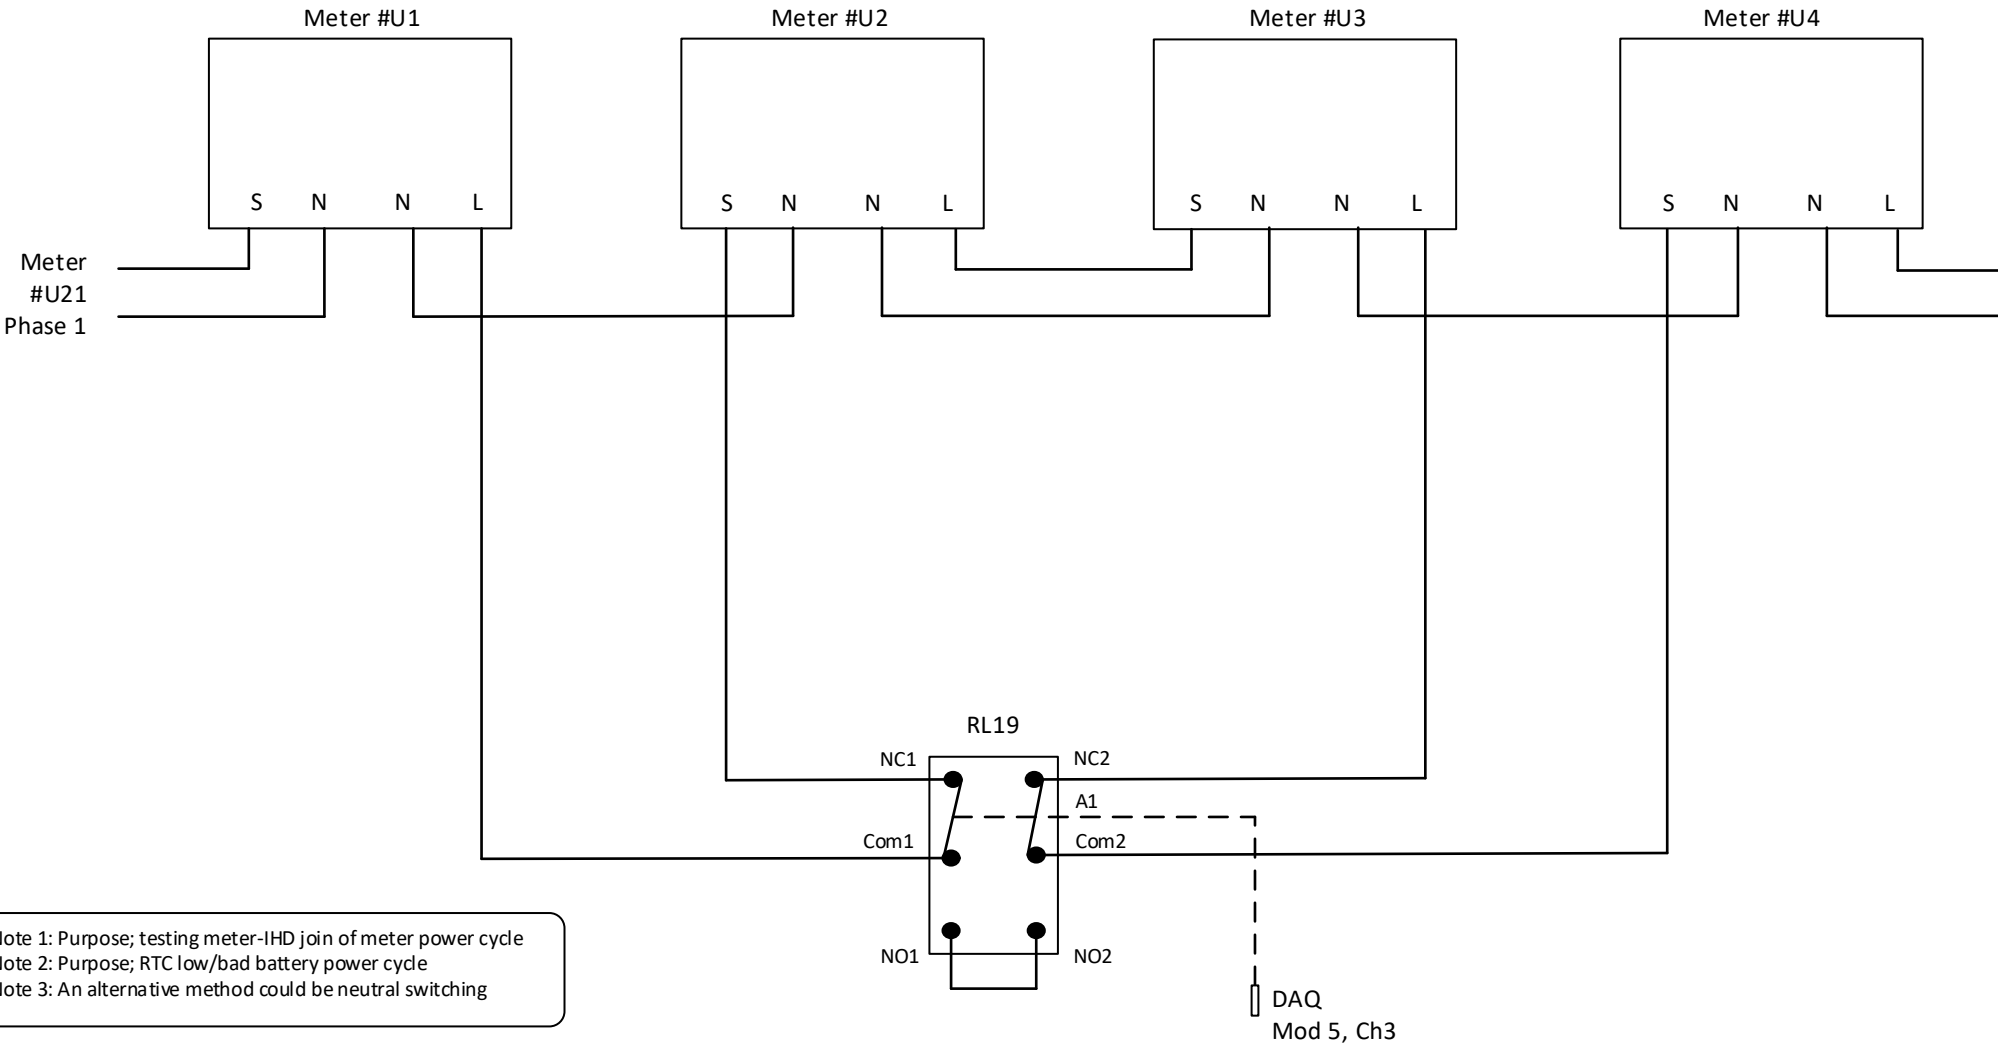 Meter #U1
Meter #U2
Meter #U3
Meter #U4
S N N L
S N N L
S N N L
S N N L
Meter
#U21
Phase 1
RL19
NC1
NC2
A1
Com1
Com2
NO1
NO2
ote 1: Purpose; testing meter-IHD join of meter power cycle
ote 2: Purpose; RTC low/bad battery power cycle
ote 3: An alternative method could be neutral switching
DAQ
Mod 5, Ch3